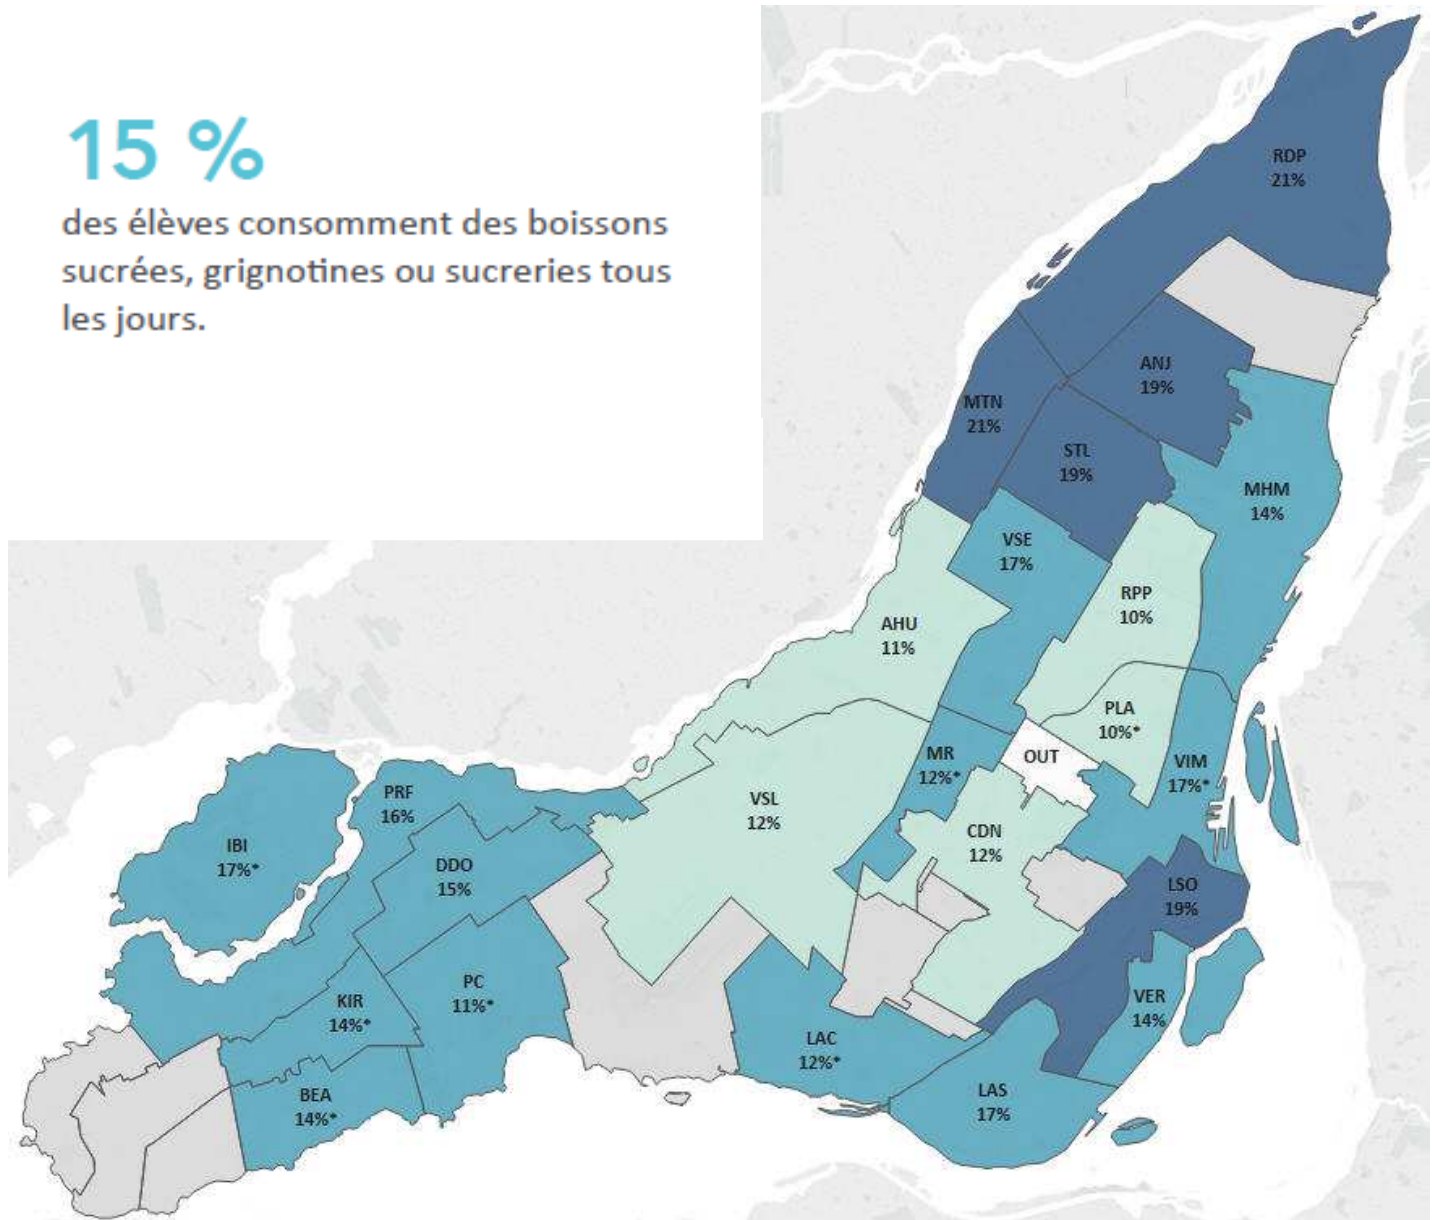 15 %
des élèves consomment des boissons
sucrées, grignotines ou sucreries tous
les jours.
RDP
21%
ANJ
19%
MTN
21%
STL
19%
MHM
14%
VSE
17%
RPP
10%
AHU
11%
PLA
10%*
MR
12%*
OUT
VIM
17%*
PRF
16%
VSL
12%
CDN
12%
IBI
17%*
DDO
15%
LSO
19%
PC
11%*
KIR
14%*
VER
14%
LAC
12%*
BEA
14%*
LAS
17%